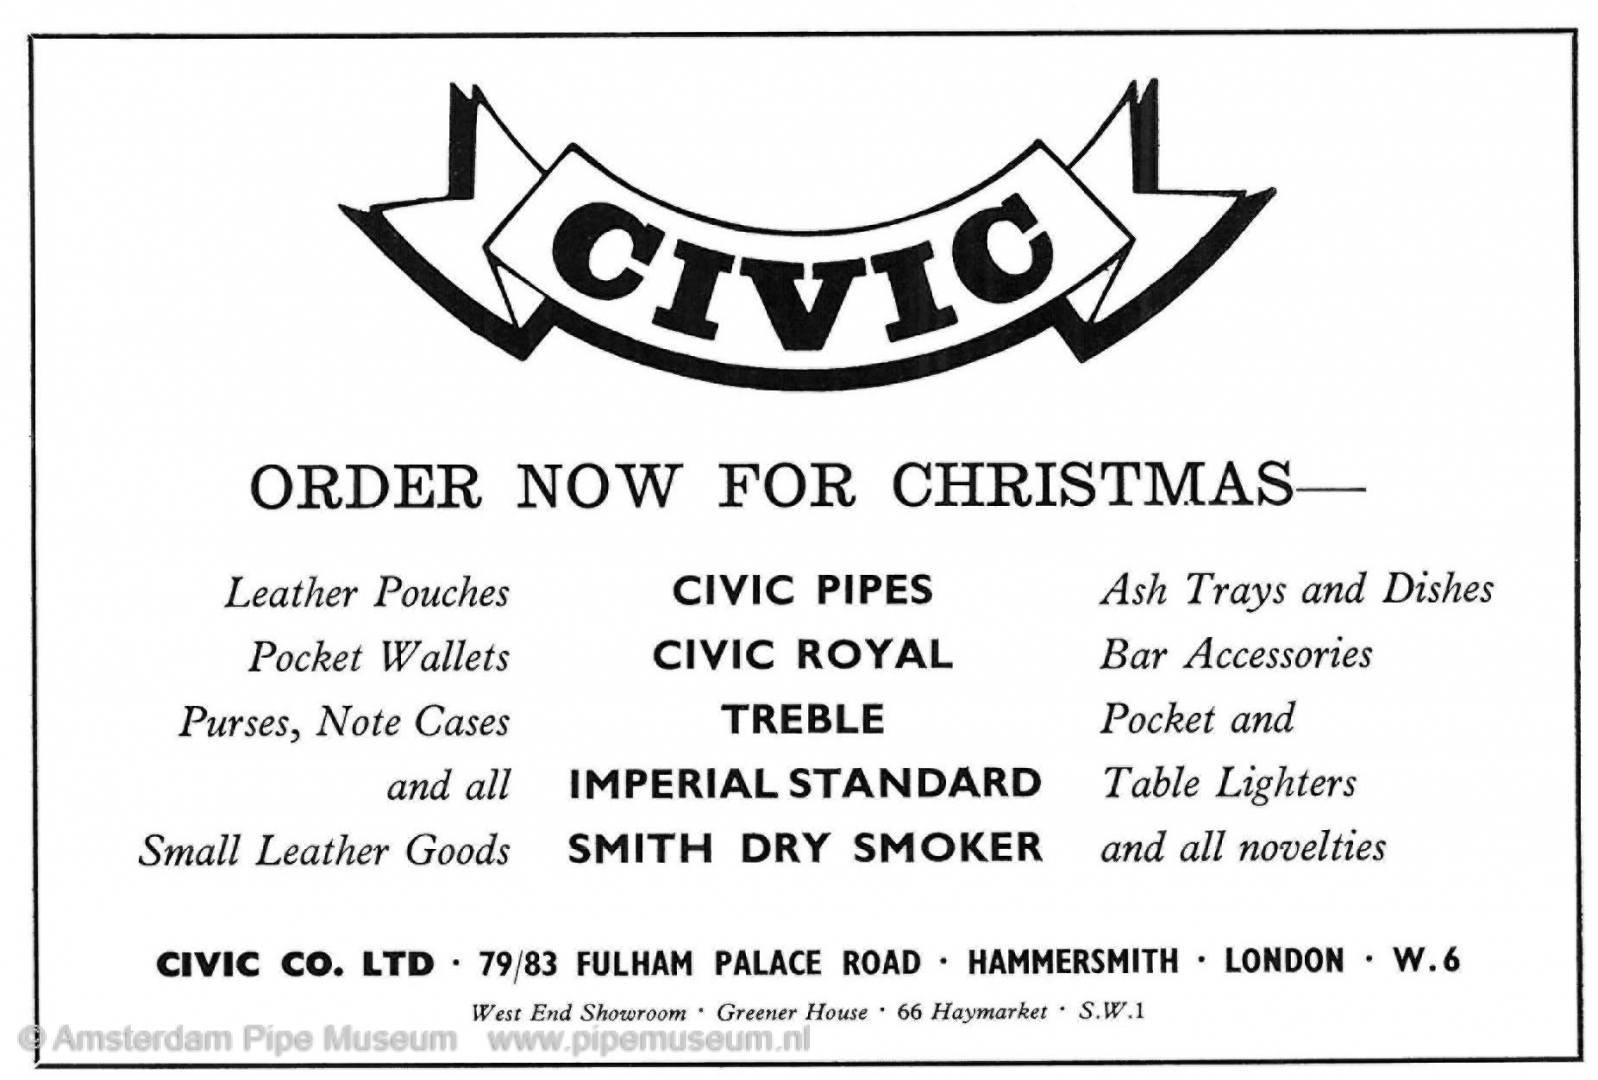 CIVIC
ORDER NOW FOR CHRISTMAS—
Leather Pouches
Pocket Wallets
Purses, Note Cases
and all
Small Leather Goods
CIVIC PIPES
CIVIC ROYAL
TREBLE
IMPERIAL STANDARD
SMITH DRY SMOKER
Ash Trays and Dishes
Bar Accessories
Pocket and
Table Lighters
and all novelties
CIVIC CO. LTD · 79/83 FULHAM PALACE ROAD · HAMMERSMITH · LONDON · W.6
West End Showroom · Greener House · 66 Haymarket · S.W.1
© Amsterdam Pipe Museum www.pipemuseum.nl